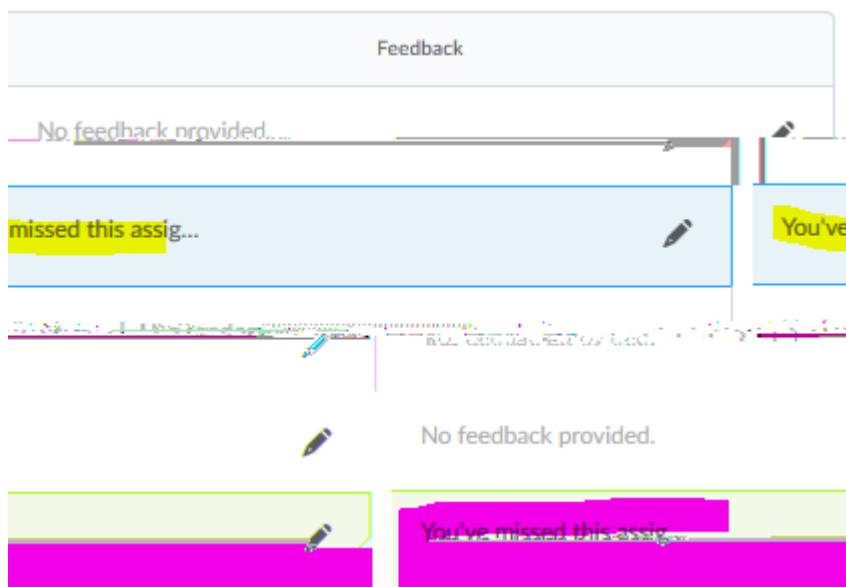 Feedback
No feedback provided.
missed this assig...
You've
No feedback provided.
You've missed this assig...